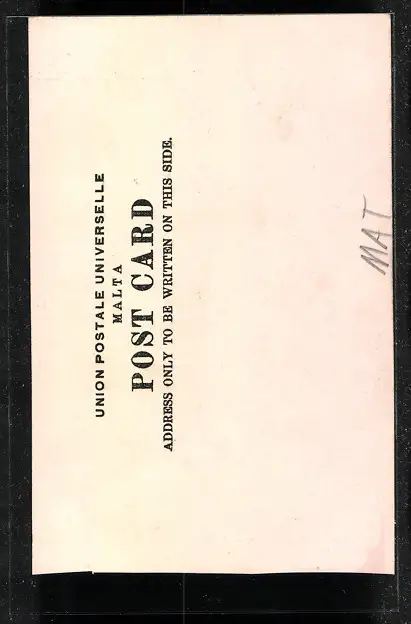 UNION POSTALE UNIVERSELLE
MALTA
POST CARD
ADDRESS ONLY TO BE WRITTEN ON THIS SIDE.
MAT